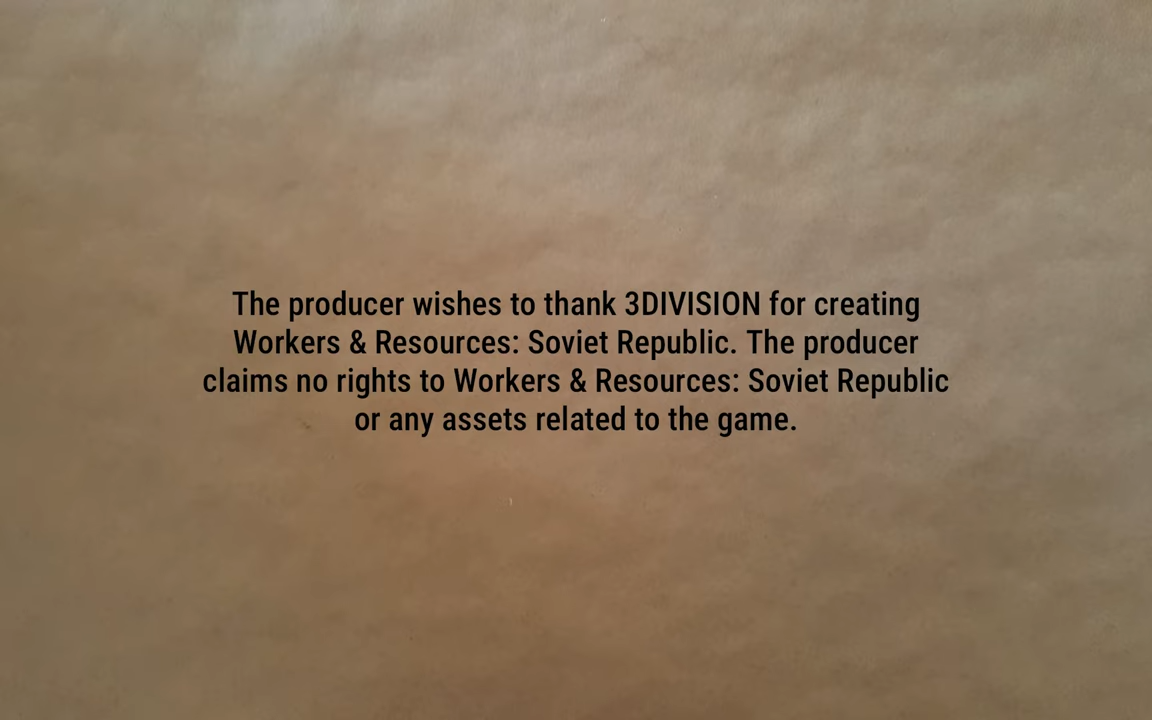 The producer wishes to thank 3DIVISION for creating
Workers & Resources: Soviet Republic. The producer
claims no rights to Workers & Resources: Soviet Republic
or any assets related to the game.